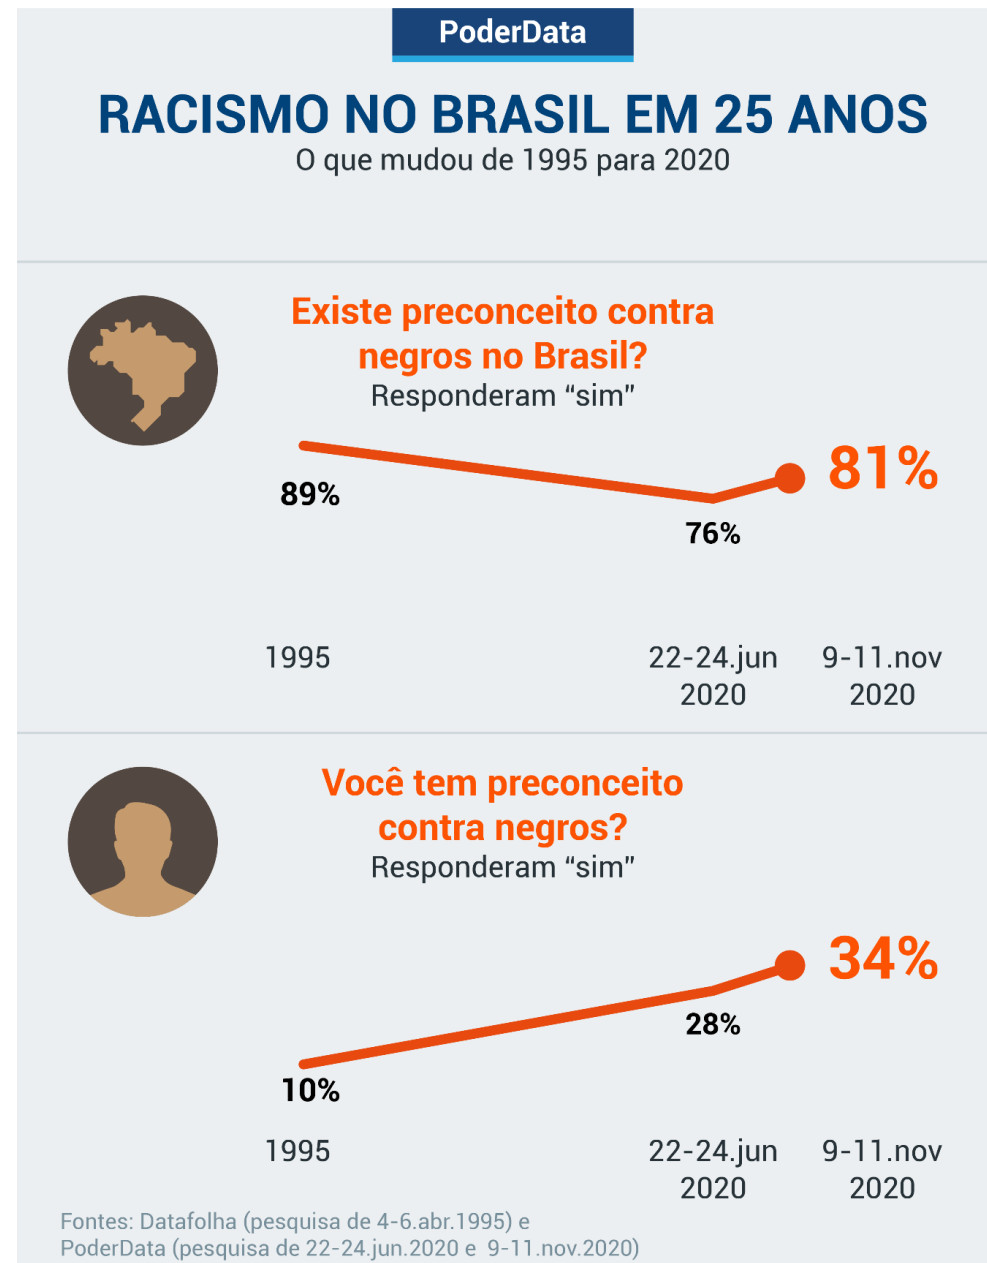 PoderData
RACISMO NO BRASIL EM 25 ANOS
O que mudou de 1995 para 2020
Existe preconceito contra
negros no Brasil?
Responderam “sim”
89%
76%
81%
1995
22-24.jun
2020
9-11.nov
2020
Você tem preconceito
contra negros?
Responderam “sim”
10%
28%
34%
1995
22-24.jun
2020
9-11.nov
2020
Fontes: Datafolha (pesquisa de 4-6.abr.1995) e
PoderData (pesquisa de 22-24.jun.2020 e 9-11.nov.2020)